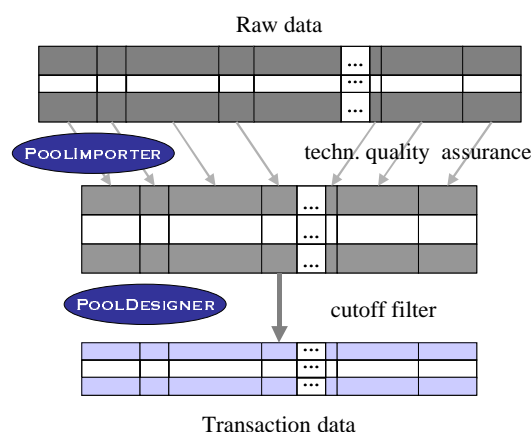 Raw data
...
...
...
POOLIMPORTER
techn. quality assurance
...
...
...
POOLDESIGNER
cutoff filter
...
...
...
Transaction data